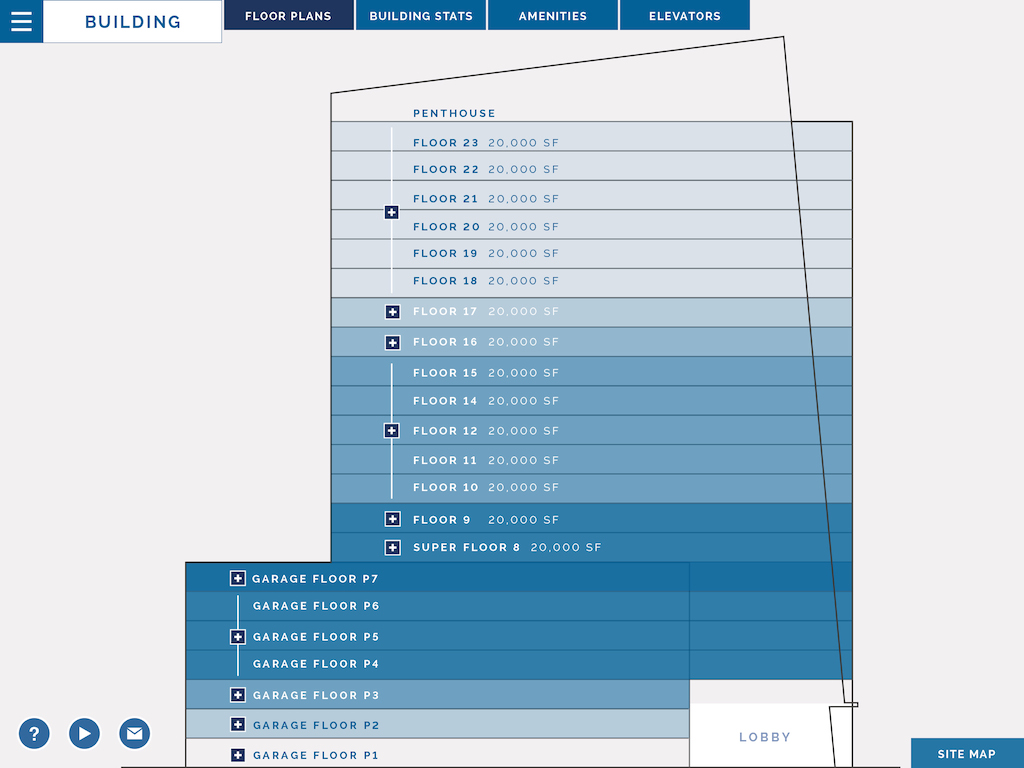 BUILDING
FLOOR PLANS
BUILDING STATS
AMENITIES
ELEVATORS
PENTHOUSE
FLOOR 23 20,000 SF
FLOOR 22 20,000 SF
FLOOR 21 20,000 SF
FLOOR 20 20,000 SF
FLOOR 19 20,000 SF
FLOOR 18 20,000 SF
FLOOR 17 20,000 SF
FLOOR 16 20,000 SF
FLOOR 15 20,000 SF
FLOOR 14 20,000 SF
FLOOR 12 20,000 SF
FLOOR 11 20,000 SF
FLOOR 10 20,000 SF
FLOOR 9 20,000 SF
SUPER FLOOR 8 20,000 SF
GARAGE FLOOR P7
GARAGE FLOOR P6
GARAGE FLOOR P5
GARAGE FLOOR P4
GARAGE FLOOR P3
GARAGE FLOOR P2
GARAGE FLOOR P1
LOBBY
?
SITE MAP